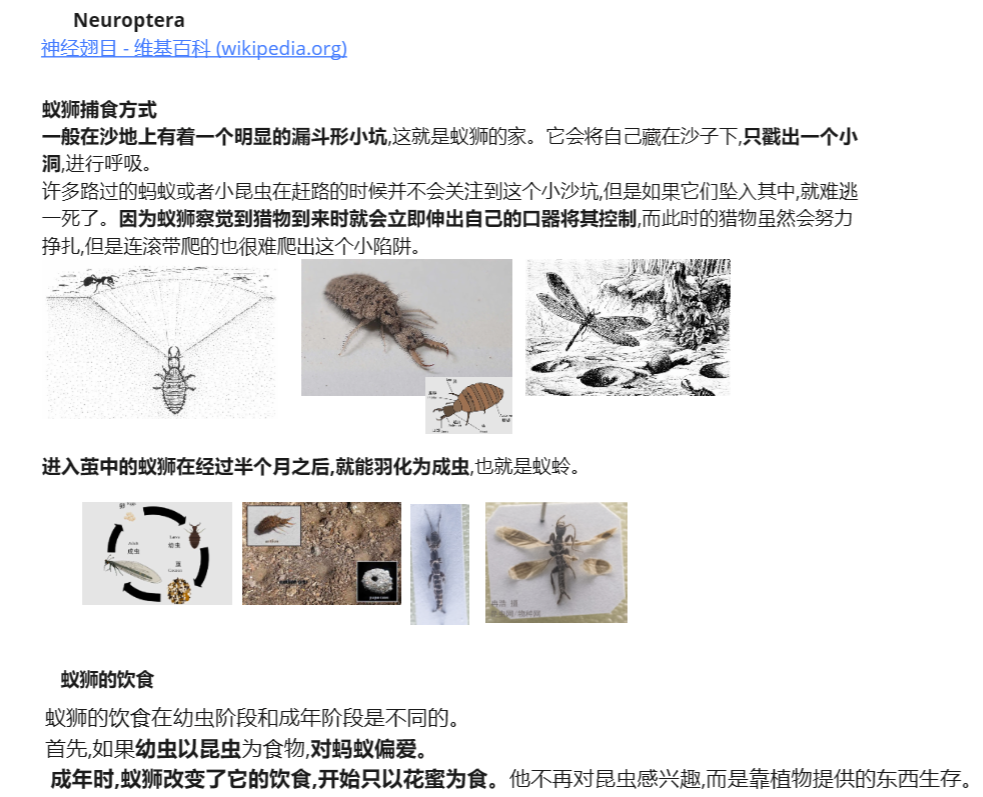 Neuroptera
神经翅目 - 维基百科 (wikipedia.org)
蚁狮捕食方式
一般在沙地上有着一个明显的漏斗形小坑,这就是蚁狮的家。它会将自己藏在沙子下,只戳出一个小
洞,进行呼吸。
许多路过的蚂蚁或者小昆虫在赶路的时候并不会关注到这个小沙坑,但是如果它们坠入其中,就难逃
一死了。因为蚁狮察觉到猎物到来时就会立即伸出自己的口器将其控制,而此时的猎物虽然会努力
挣扎,但是连滚带爬的也很难爬出这个小陷阱。
进入茧中的蚁狮在经过半个月之后,就能羽化为成虫,也就是蚁蛉。
卵
幼虫
成虫
茧
蚁狮的饮食
蚁狮的饮食在幼虫阶段和成年阶段是不同的。
首先,如果幼虫以昆虫为食物,对蚂蚁偏爱。
成年时,蚁狮改变了它的饮食,开始只以花蜜为食。他不再对昆虫感兴趣,而是靠植物提供的东西生存。